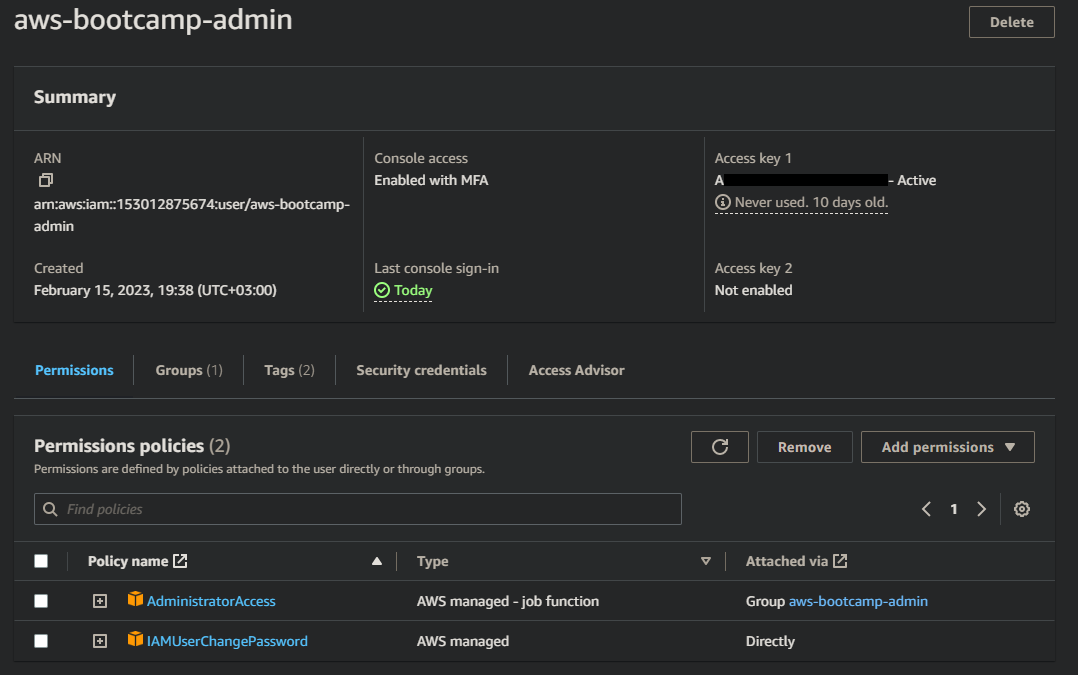 aws-bootcamp-admin
Delete
Summary
ARN
arn:aws:iam::153012875674:user/aws-bootcamp-
admin
Created
February 15, 2023, 19:38 (UTC+03:00)
Console access
Enabled with MFA
Last console sign-in
Today
Access key 1
A - Active
Never used. 10 days old.
Access key 2
Not enabled
Permissions
Groups (1)
Tags (2)
Security credentials
Access Advisor
Permissions policies (2)
Permissions are defined by policies attached to the user directly or through groups.
Remove
Add permissions
Find policies
1
Policy name Type Attached via
AdministratorAccess AWS managed - job function Group aws-bootcamp-admin
IAMUserChangePassword AWS managed Directly